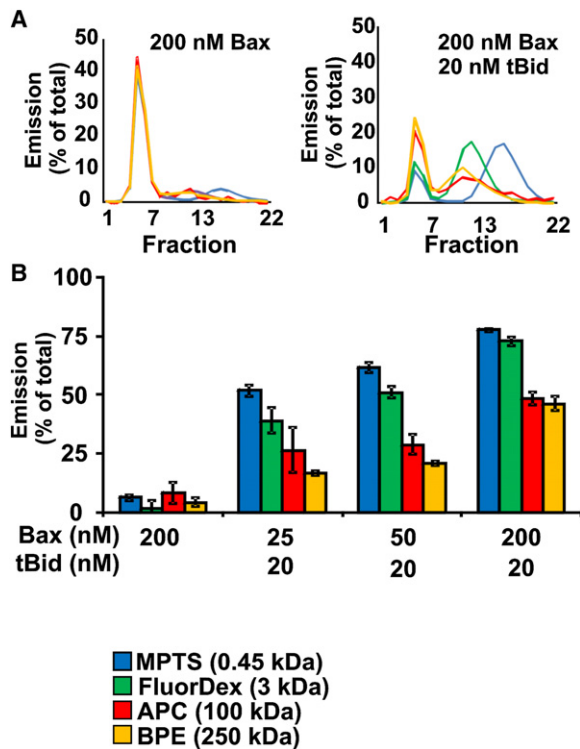 A
200 nM Bax
Emission
(% of total)
50
40
30
20
10
0
1 7 13 22
Fraction
200 nM Bax
20 nM tBid
Emission
(% of total)
50
40
30
20
10
0
1 7 13 22
Fraction
B
Emission
(% of total)
100
75
50
25
0
Bax (nM) 200 25 50 200
tBid (nM) 20 20 20
MPTS (0.45 kDa)
FluorDex (3 kDa)
APC (100 kDa)
BPE (250 kDa)